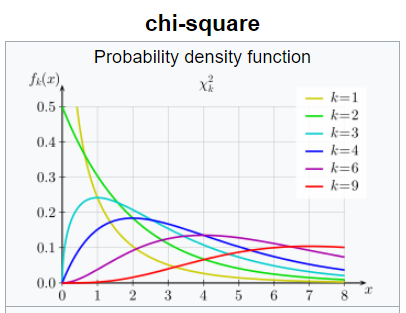 chi-square
Probability density function
fₖ(x)
χ²ₖ
0.5
0.4
0.3
0.2
0.1
0.0
0 1 2 3 4 5 6 7 8 x
k=1
k=2
k=3
k=4
k=6
k=9